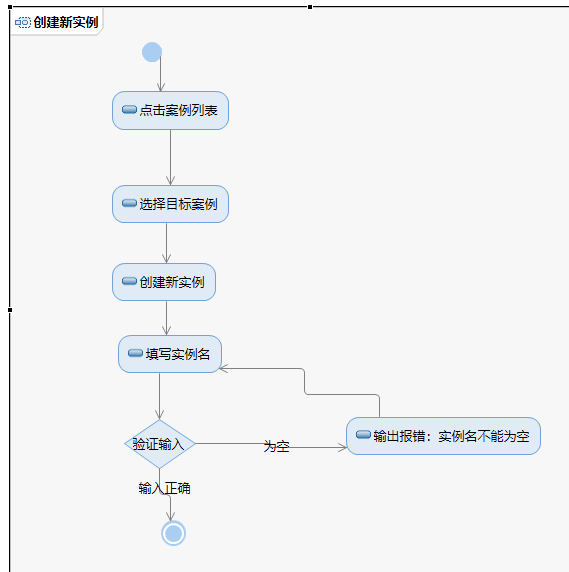 创建新实例
点击案例列表
选择目标案例
创建新实例
填写实例名
验证输入
为空
输出报错：实例名不能为空
输入正确